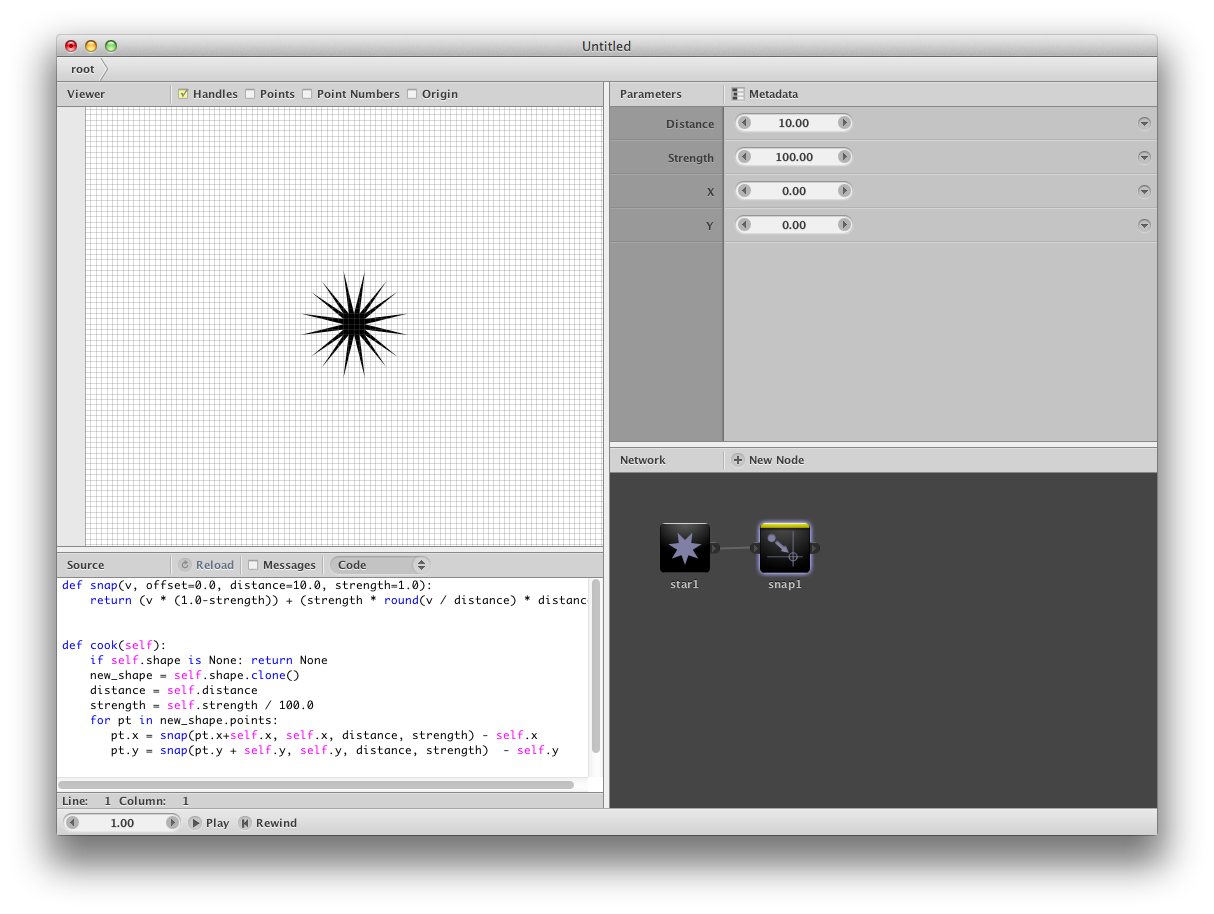 Untitled
root
Viewer Handles Points Point Numbers Origin
Parameters Metadata
Distance 10.00
Strength 100.00
X 0.00
Y 0.00
Network New Node
star1 snap1
Source Reload Messages Code
def snap(v, offset=0.0, distance=10.0, strength=1.0):
    return (v * (1.0-strength)) + (strength * round(v / distance) * distanc
def cook(self):
    if self.shape is None: return None
    new_shape = self.shape.clone()
    distance = self.distance
    strength = self.strength / 100.0
    for pt in new_shape.points:
       pt.x = snap(pt.x+self.x, self.x, distance, strength) - self.x
       pt.y = snap(pt.y + self.y, self.y, distance, strength)  - self.y
Line: 1 Column: 1
1.00 Play Rewind